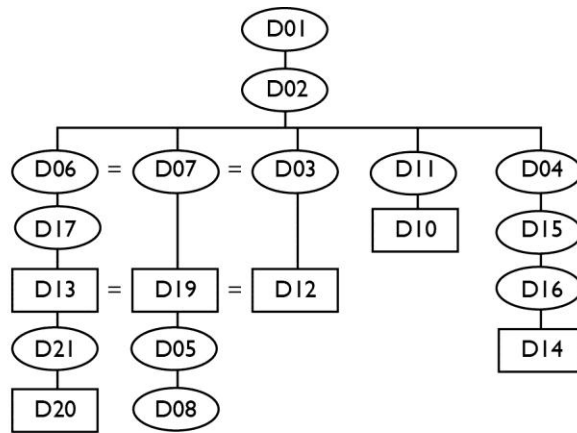 D01
D02
D06 = D07 = D03 D11 D04
D17 D10 D15
D13 = D19 = D12 D16
D21 D05 D14
D20 D08